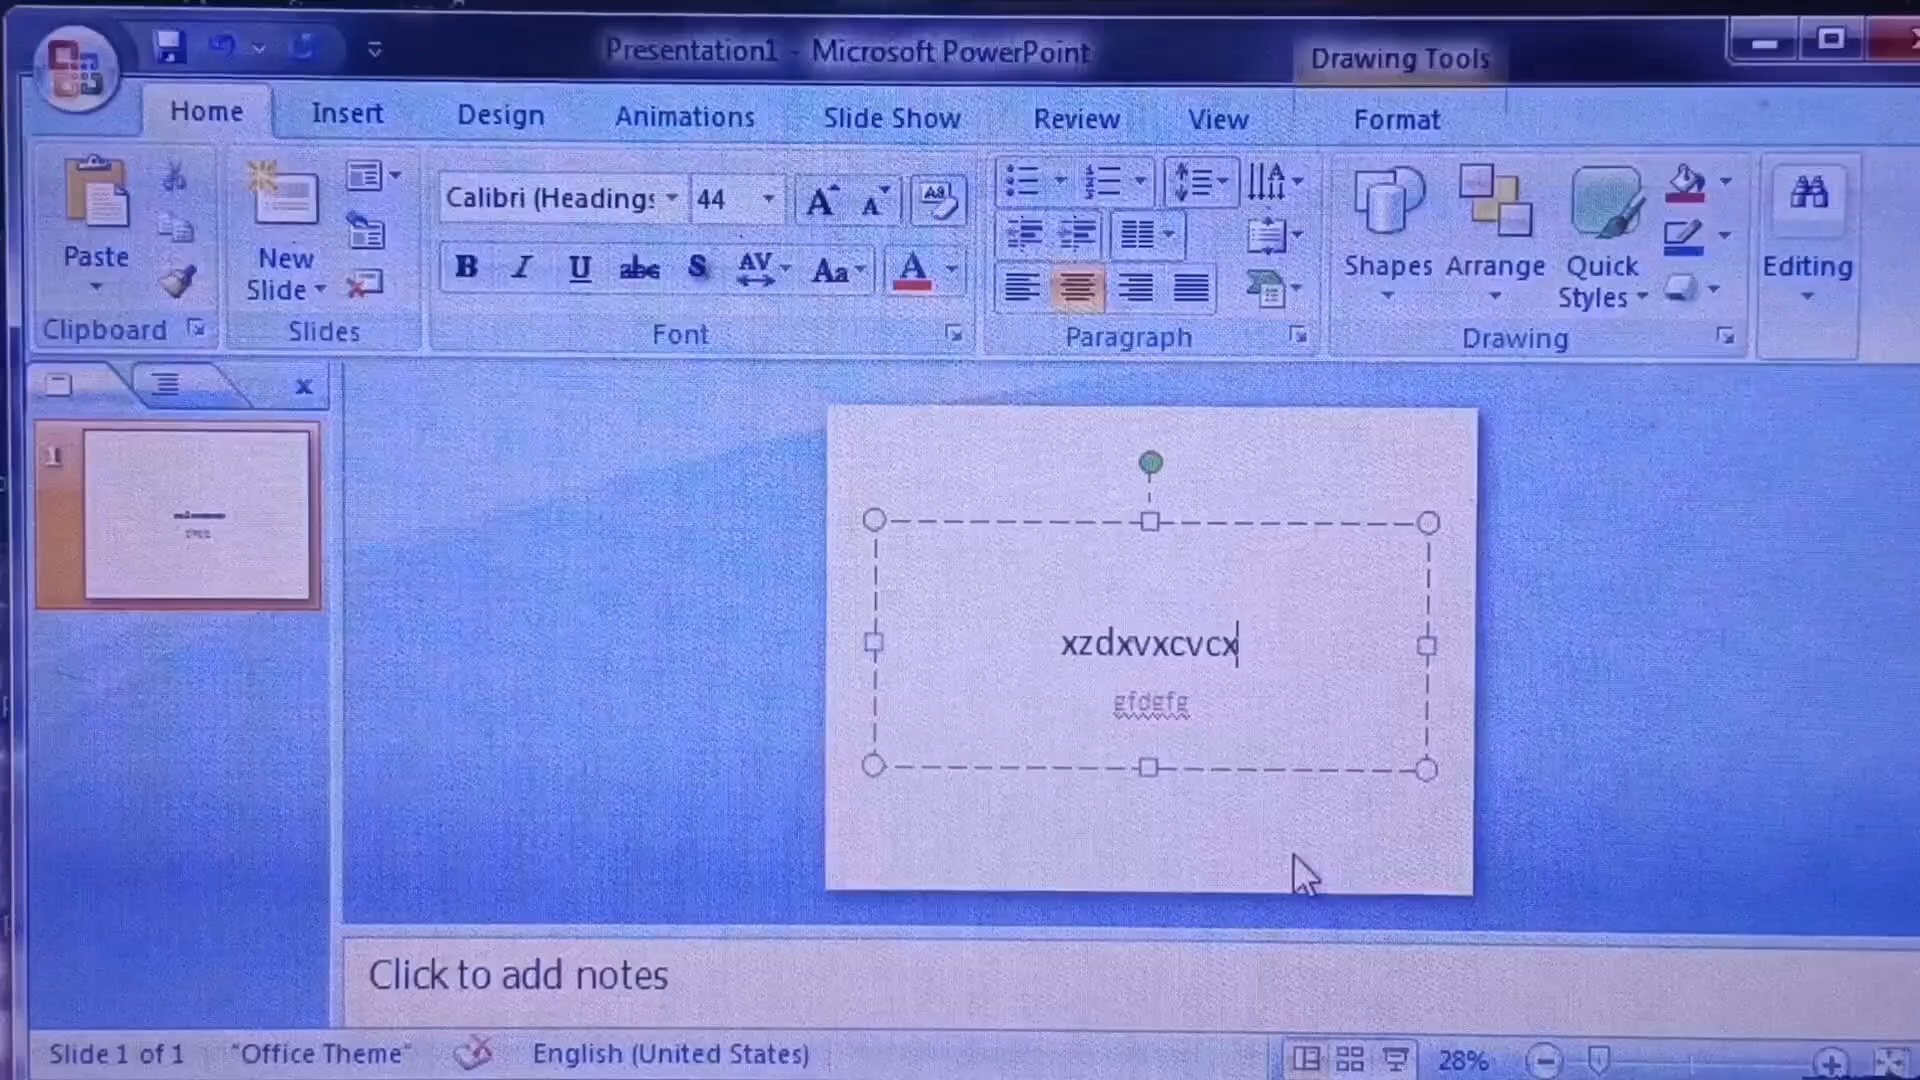 Presentation1 - Microsoft PowerPoint
Drawing Tools
Home Insert Design Animations Slide Show Review View Format
Calibri (Headings 44
Paste
New Slide
B I U abc S AV Aa A
Shapes Arrange Quick Styles
Editing
Clipboard Slides Font Paragraph Drawing
1
xzdxvxcvcx
gfdgfg
Click to add notes
Slide 1 of 1 "Office Theme" English (United States) 28%